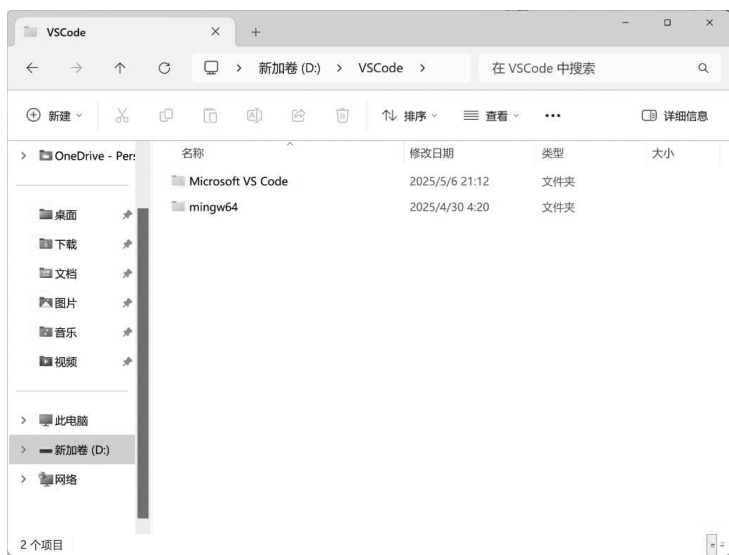 VSCode
新加卷 (D:) > VSCode >
在 VSCode 中搜索
新建
排序
查看
详细信息
OneDrive - Pers
名称 修改日期 类型 大小
Microsoft VS Code 2025/5/6 21:12 文件夹
mingw64 2025/4/30 4:20 文件夹
桌面
下载
文档
图片
音乐
视频
此电脑
新加卷 (D:)
网络
2 个项目